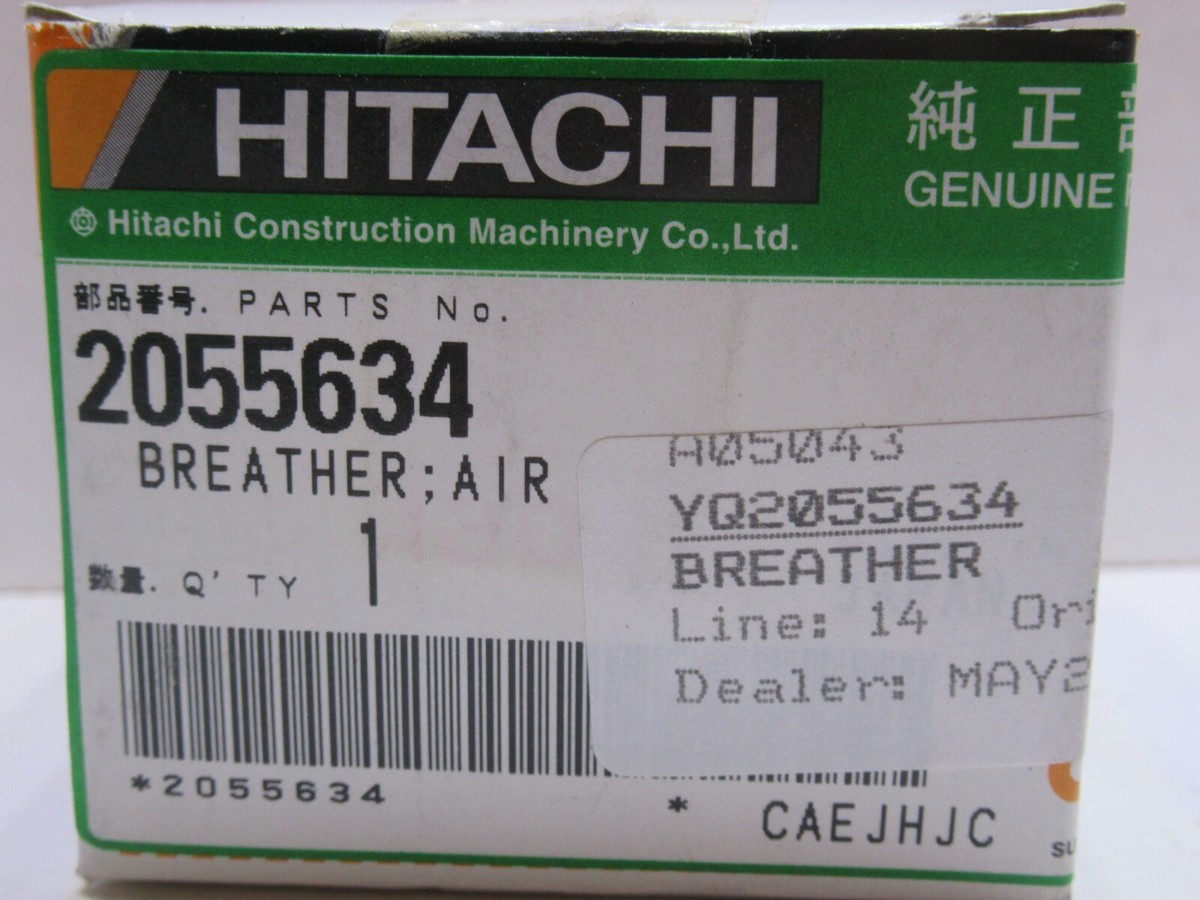 HITACHI
純正
GENUINE
Hitachi Construction Machinery Co.,Ltd.
部品番号. PARTS No.
2055634
BREATHER;AIR
数量. Q'TY 1
A05043
YQ2055634
BREATHER
Line: 14
Dealer: MAY2
*2055634
* CAEJHJC